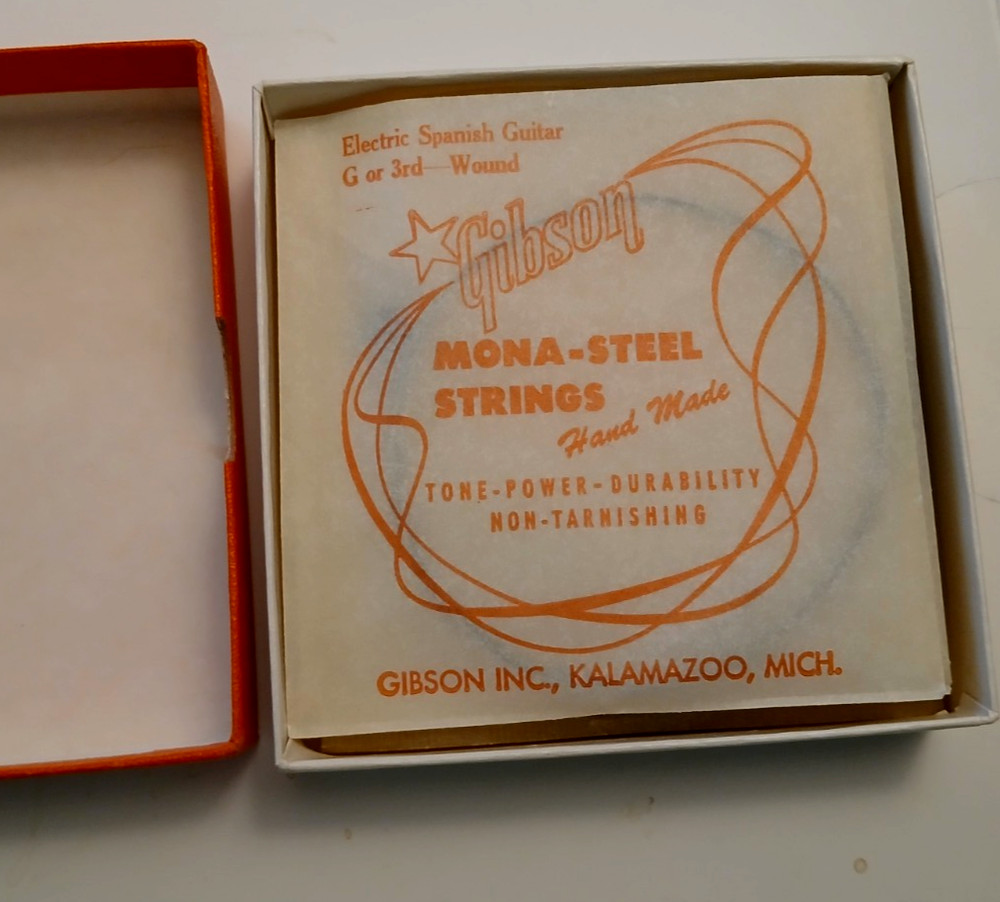 Electric Spanish Guitar
G or 3rd—Wound
Gibson
MONA-STEEL
STRINGS
Hand Made
TONE-POWER-DURABILITY
NON-TARNISHING
GIBSON INC., KALAMAZOO, MICH.